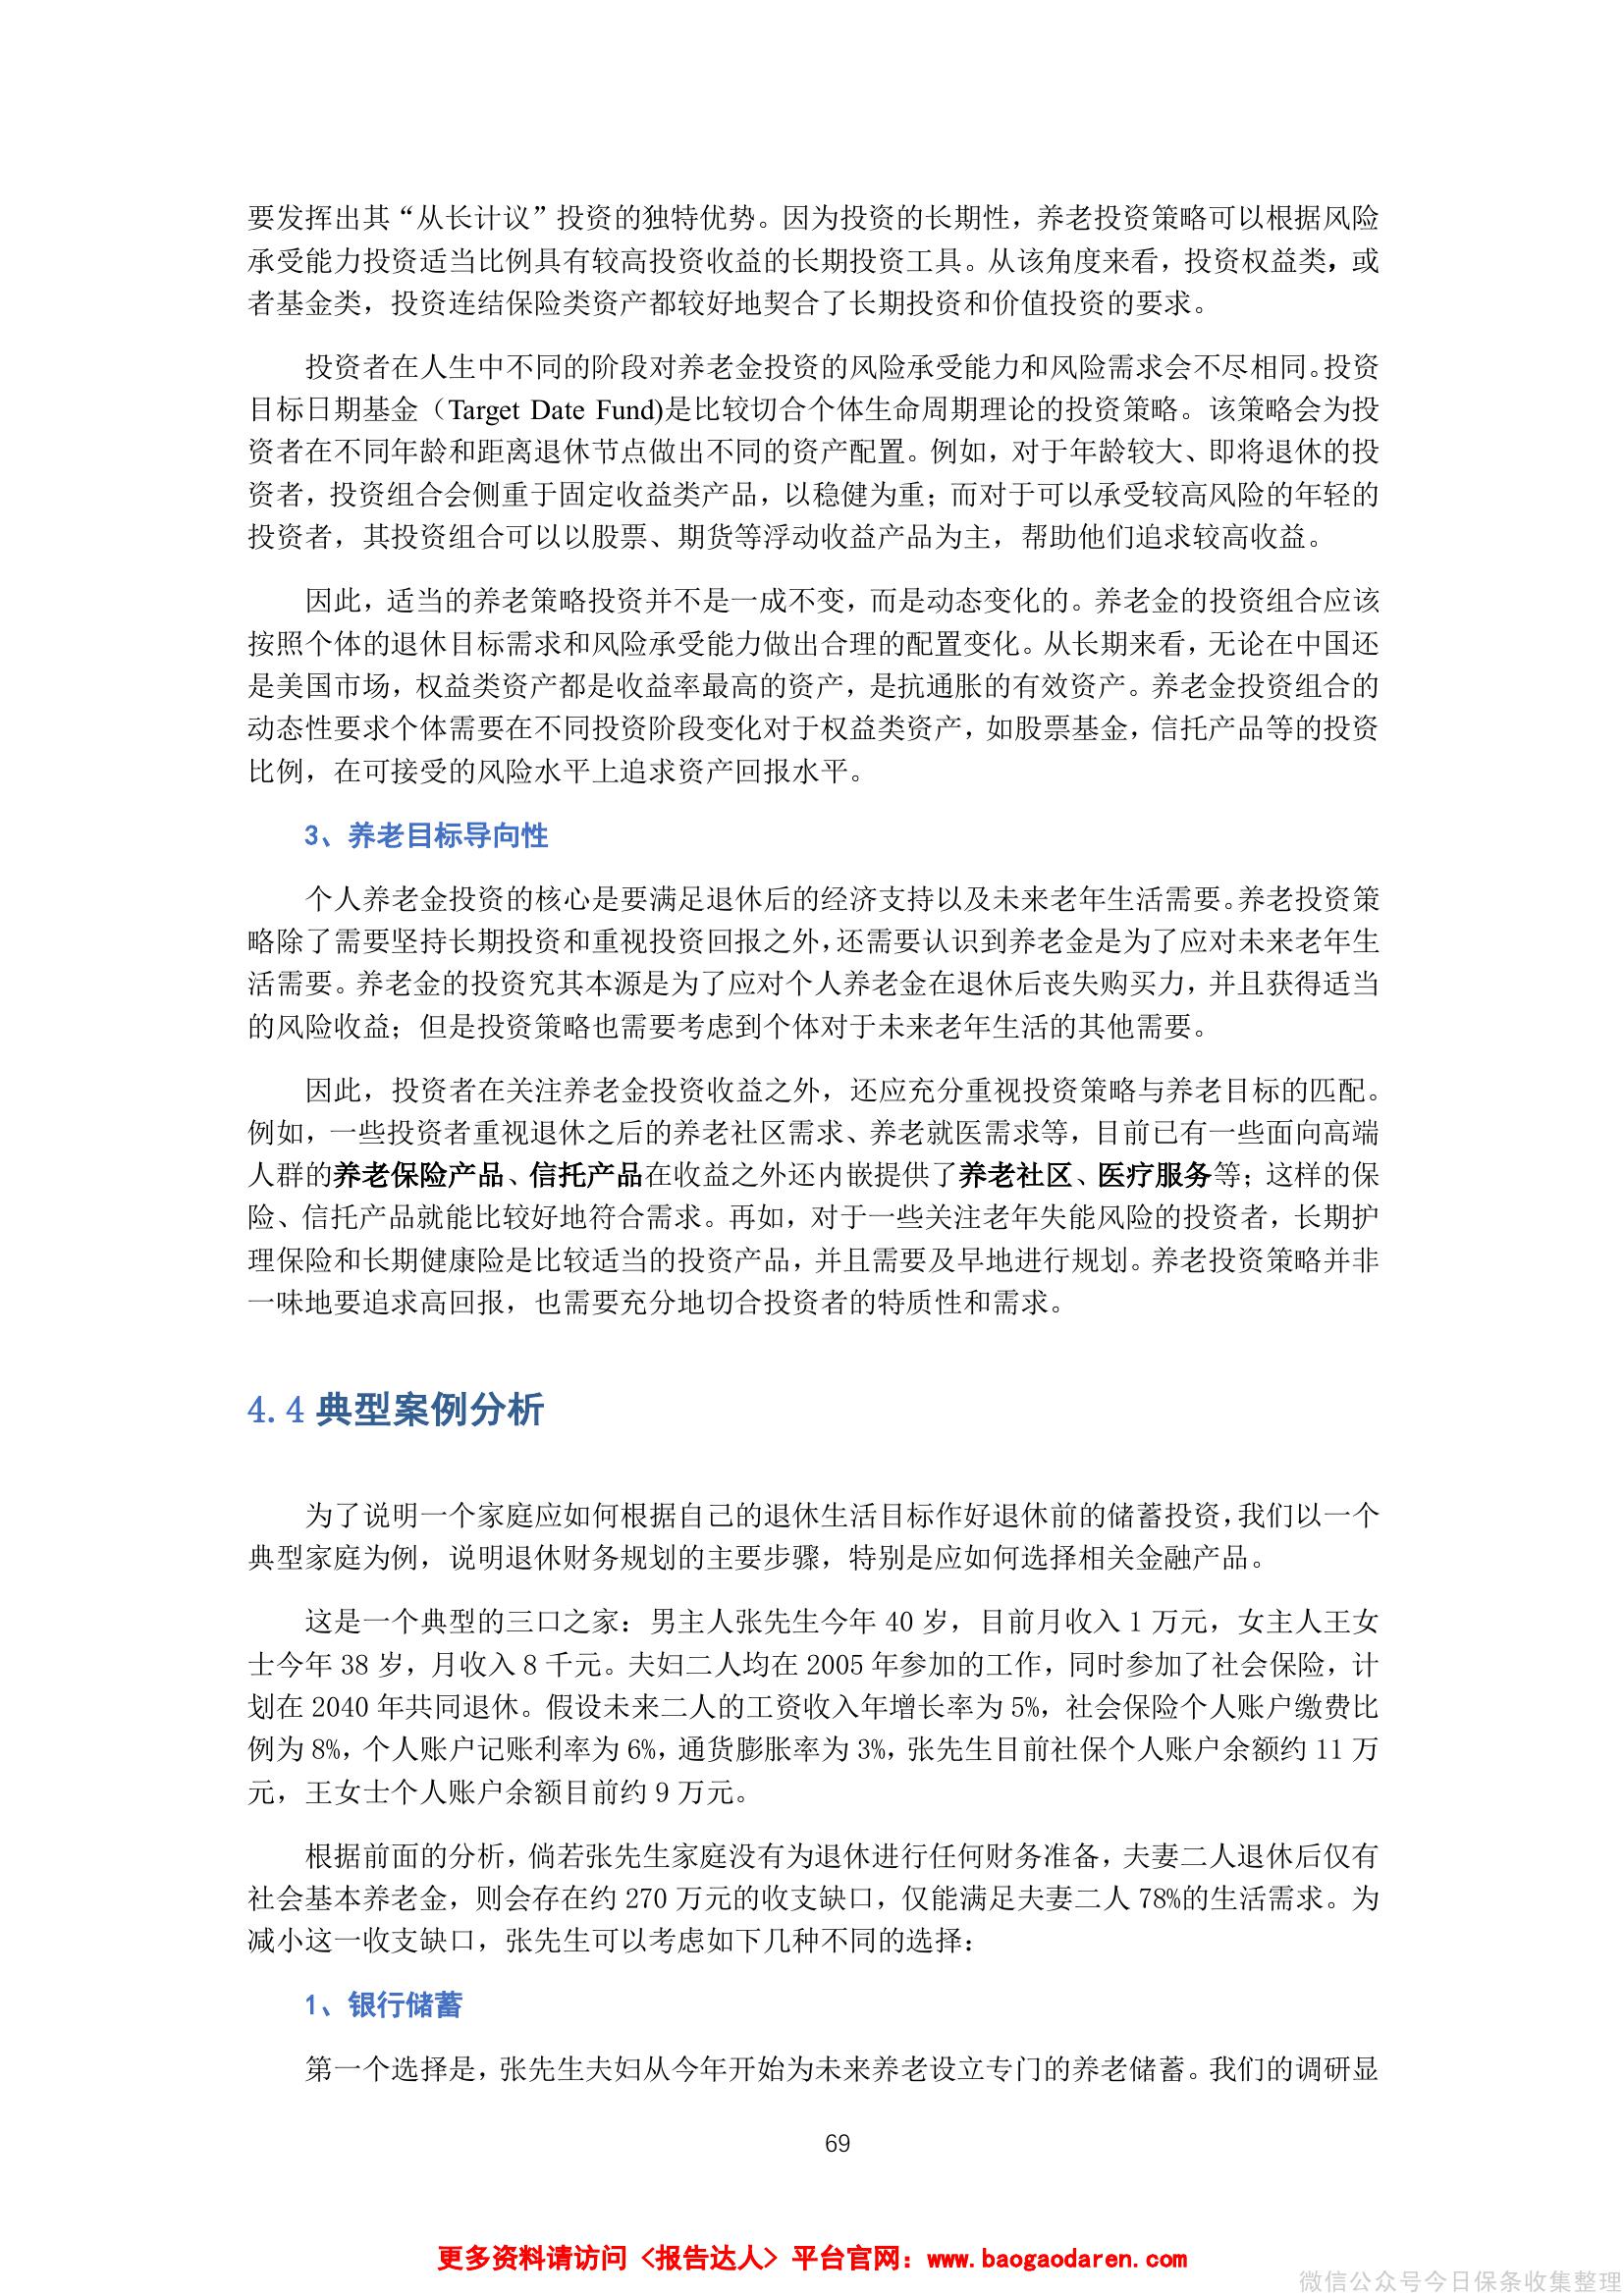 要发挥出其“从长计议”投资的独特优势。因为投资的长期性，养老投资策略可以根据风险
承受能力投资适当比例具有较高投资收益的长期投资工具。从该角度来看，投资权益类，或
者基金类，投资连结保险类资产都较好地契合了长期投资和价值投资的要求。
投资者在人生中不同的阶段对养老金投资的风险承受能力和风险需求会不尽相同。投资
目标日期基金（Target Date Fund)是比较切合个体生命周期理论的投资策略。该策略会为投
资者在不同年龄和距离退休节点做出不同的资产配置。例如，对于年龄较大、即将退休的投
资者，投资组合会侧重于固定收益类产品，以稳健为重；而对于可以承受较高风险的年轻的
投资者，其投资组合可以以股票、期货等浮动收益产品为主，帮助他们追求较高收益。
因此，适当的养老策略投资并不是一成不变，而是动态变化的。养老金的投资组合应该
按照个体的退休目标需求和风险承受能力做出合理的配置变化。从长期来看，无论在中国还
是美国市场，权益类资产都是收益率最高的资产，是抗通胀的有效资产。养老金投资组合的
动态性要求个体需要在不同投资阶段变化对于权益类资产，如股票基金，信托产品等的投资
比例，在可接受的风险水平上追求资产回报水平。
3、养老目标导向性
个人养老金投资的核心是要满足退休后的经济支持以及未来老年生活需要。养老投资策
略除了需要坚持长期投资和重视投资回报之外，还需要认识到养老金是为了应对未来老年生
活需要。养老金的投资究其本源是为了应对个人养老金在退休后丧失购买力，并且获得适当
的风险收益；但是投资策略也需要考虑到个体对于未来老年生活的其他需要。
因此，投资者在关注养老金投资收益之外，还应充分重视投资策略与养老目标的匹配。
例如，一些投资者重视退休之后的养老社区需求、养老就医需求等，目前已有一些面向高端
人群的养老保险产品、信托产品在收益之外还内嵌提供了养老社区、医疗服务等；这样的保
险、信托产品就能比较好地符合需求。再如，对于一些关注老年失能风险的投资者，长期护
理保险和长期健康险是比较适当的投资产品，并且需要及早地进行规划。养老投资策略并非
一味地要追求高回报，也需要充分地切合投资者的特质性和需求。
4.4 典型案例分析
为了说明一个家庭应如何根据自己的退休生活目标作好退休前的储蓄投资，我们以一个
典型家庭为例，说明退休财务规划的主要步骤，特别是应如何选择相关金融产品。
这是一个典型的三口之家：男主人张先生今年 40 岁，目前月收入 1 万元，女主人王女
士今年 38 岁，月收入 8 千元。夫妇二人均在 2005 年参加的工作，同时参加了社会保险，计
划在 2040 年共同退休。假设未来二人的工资收入年增长率为 5%，社会保险个人账户缴费比
例为 8%，个人账户记账利率为 6%，通货膨胀率为 3%，张先生目前社保个人账户余额约 11 万
元，王女士个人账户余额目前约 9 万元。
根据前面的分析，倘若张先生家庭没有为退休进行任何财务准备，夫妻二人退休后仅有
社会基本养老金，则会存在约 270 万元的收支缺口，仅能满足夫妻二人 78%的生活需求。为
减小这一收支缺口，张先生可以考虑如下几种不同的选择：
1、银行储蓄
第一个选择是，张先生夫妇从今年开始为未来养老设立专门的养老储蓄。我们的调研显
69
更多资料请访问《报告达人》平台官网：www.baogaodaren.com
微信公众号今日保条收集整理